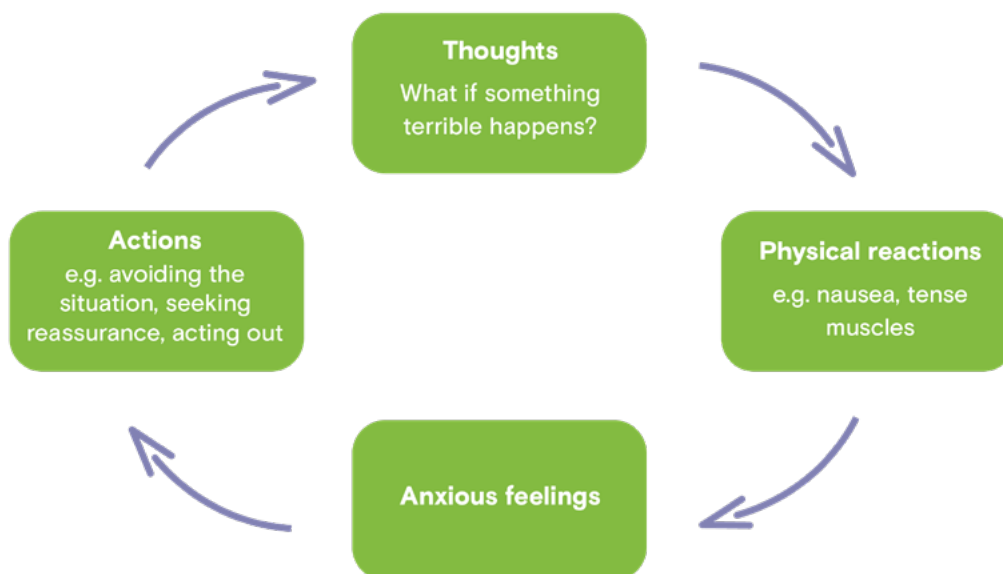 Thoughts
What if something
terrible happens?
Physical reactions
e.g. nausea, tense
muscles
Anxious feelings
Actions
e.g. avoiding the
situation, seeking
reassurance, acting out